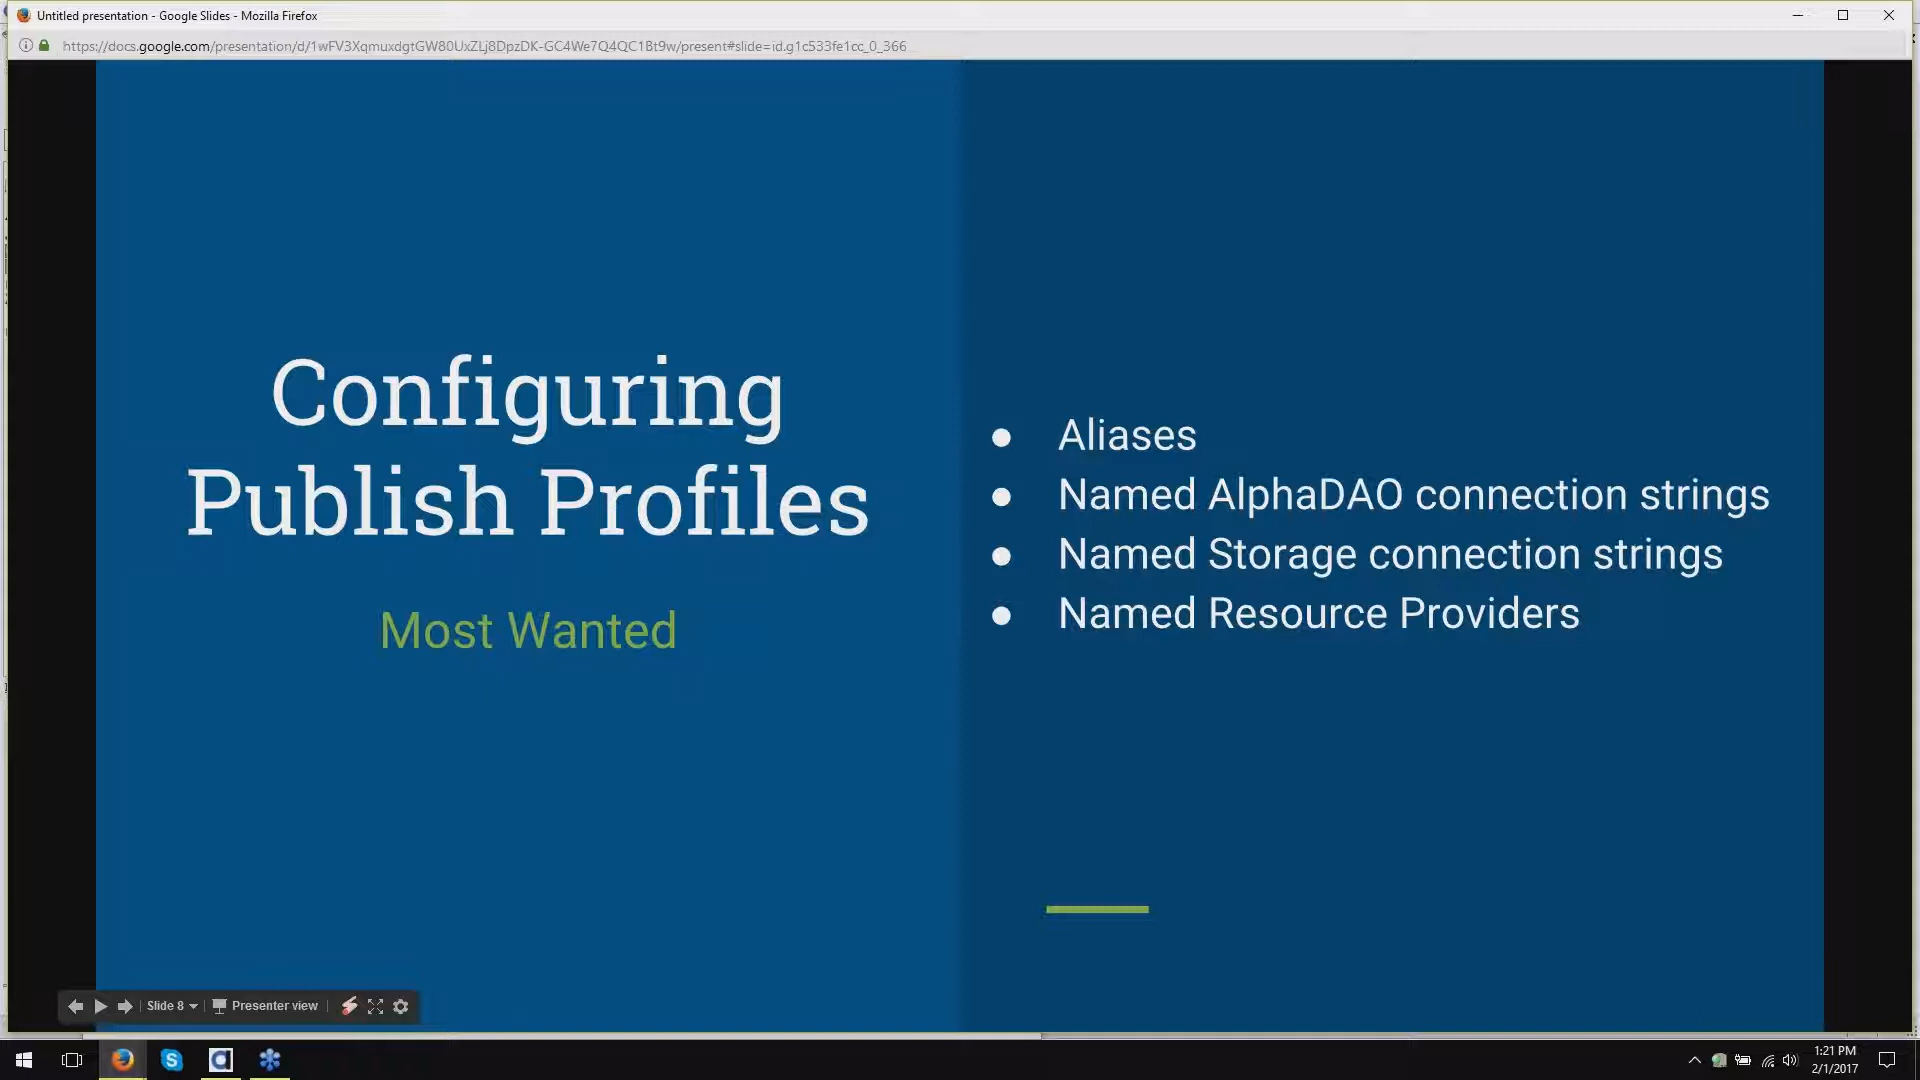 Untitled presentation - Google Slides - Mozilla Firefox
https://docs.google.com/presentation/d/1wFV3XqmuxdgtGW80UxZLj8DpzDK-GC4We7Q4QC1Bt9w/present#slide=id.g1c533fe1cc_0_366
Configuring
Publish Profiles
Most Wanted
● Aliases
● Named AlphaDAO connection strings
● Named Storage connection strings
● Named Resource Providers
Slide 8
Presenter view
1:21 PM
2/1/2017